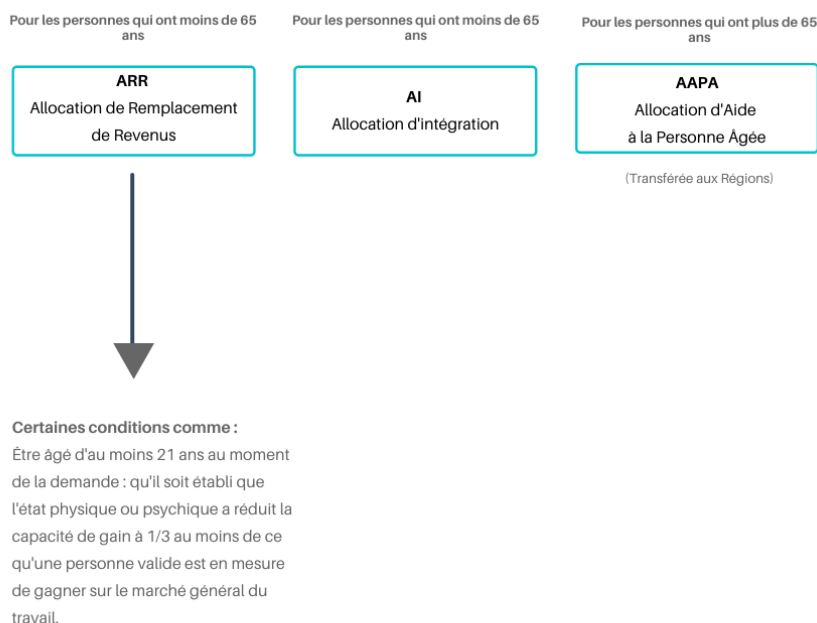 Pour les personnes qui ont moins de 65
ans
ARR
Allocation de Remplacement
de Revenus
Pour les personnes qui ont moins de 65
ans
AI
Allocation d'intégration
Pour les personnes qui ont plus de 65
ans
AAPA
Allocation d'Aide
à la Personne Âgée
(Transférée aux Régions)
Certaines conditions comme :
Être âgé d'au moins 21 ans au moment
de la demande : qu'il soit établi que
l'état physique ou psychique a réduit la
capacité de gain à 1/3 au moins de ce
qu'une personne valide est en mesure
de gagner sur le marché général du
travail.